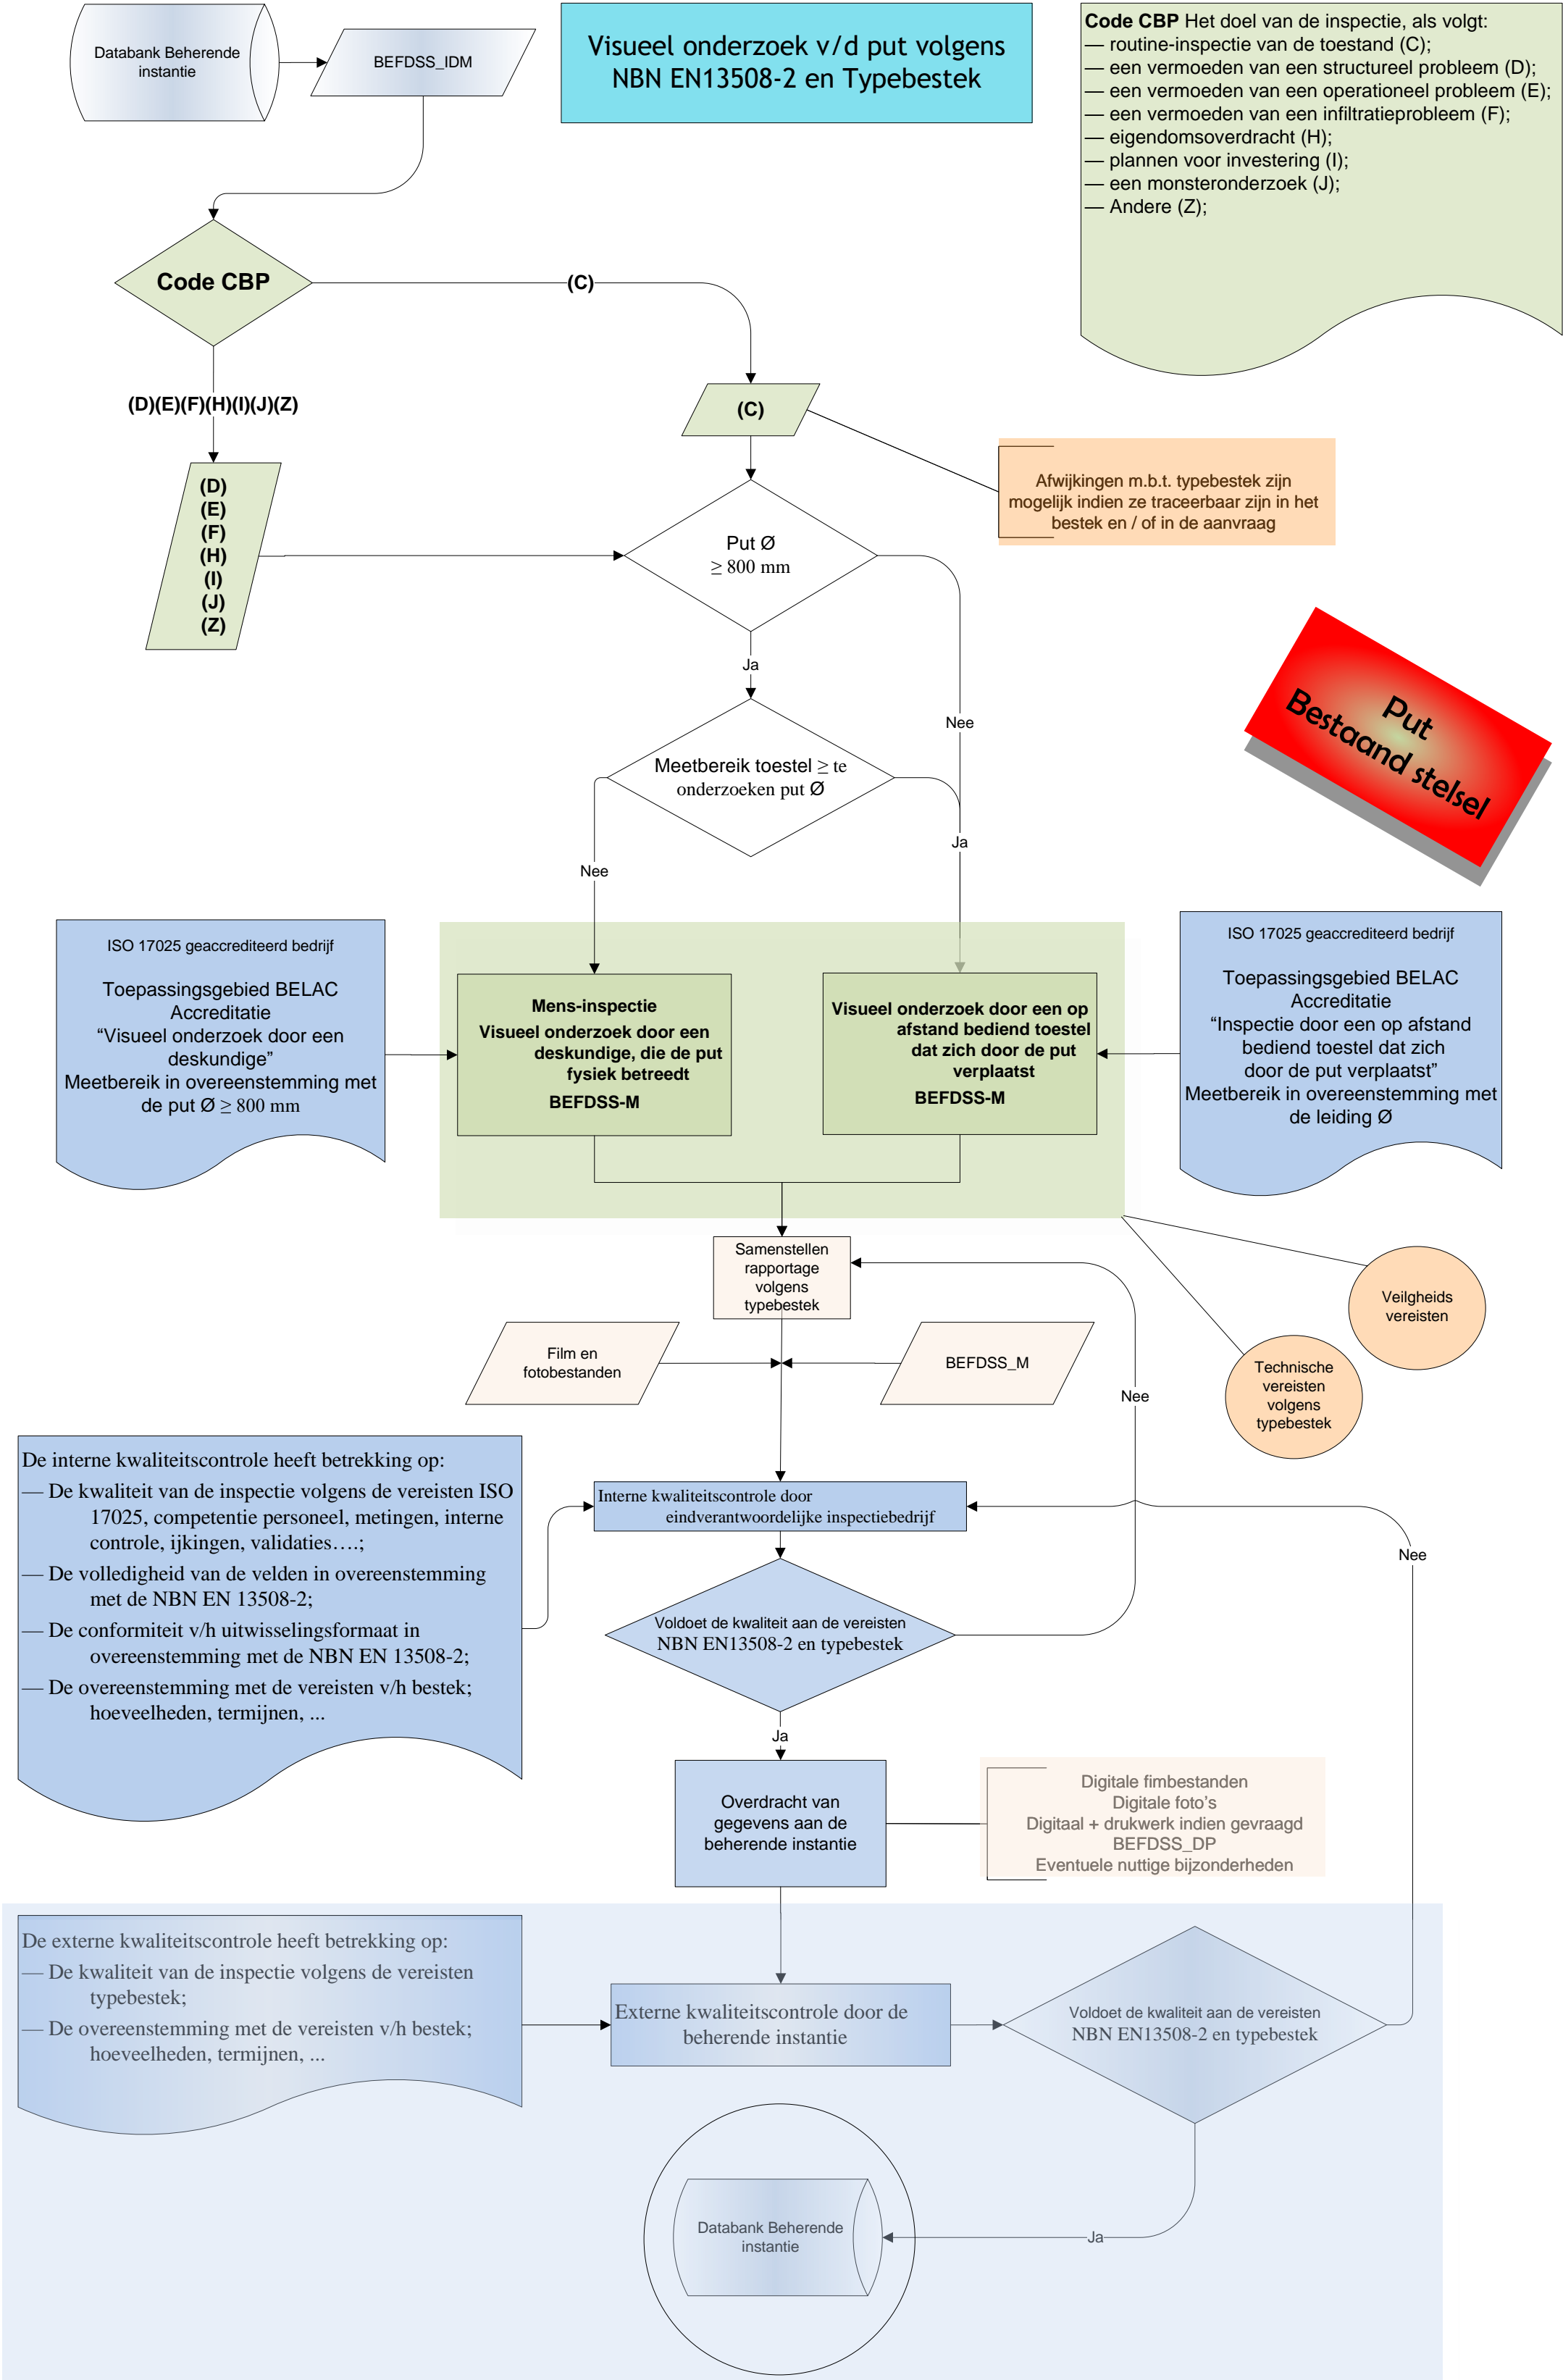 Databank Beherende
instantie
BEFDSS_IDM
Visueel onderzoek v/d put volgens
NBN EN13508-2 en Typebestek
Code CBP Het doel van de inspectie, als volgt:
— routine-inspectie van de toestand (C);
— een vermoeden van een structureel probleem (D);
— een vermoeden van een operationeel probleem (E);
— een vermoeden van een infiltratieprobleem (F);
— eigendomsoverdracht (H);
— plannen voor investering (I);
— een monsteronderzoek (J);
— Andere (Z);
Code CBP
(C)
(D)(E)(F)(H)(I)(J)(Z)
(C)
Afwijkingen m.b.t. typebestek zijn
mogelijk indien ze traceerbaar zijn in het
bestek en / of in de aanvraag
(D)
(E)
(F)
(H)
(I)
(J)
(Z)
Put Ø
≥ 800 mm
Ja
Nee
Put
Bestaand stelsel
Meetbereik toestel ≥ te
onderzoeken put Ø
Ja
Nee
ISO 17025 geaccrediteerd bedrijf
Toepassingsgebied BELAC
Accreditatie
“Visueel onderzoek door een
deskundige”
Meetbereik in overeenstemming met
de put Ø ≥ 800 mm
Mens-inspectie
Visueel onderzoek door een
deskundige, die de put
fysiek betreedt
BEFDSS-M
Visueel onderzoek door een op
afstand bediend toestel
dat zich door de put
verplaatst
BEFDSS-M
ISO 17025 geaccrediteerd bedrijf
Toepassingsgebied BELAC
Accreditatie
“Inspectie door een op afstand
bediend toestel dat zich
door de put verplaatst”
Meetbereik in overeenstemming met
de leiding Ø
Samenstellen
rapportage
volgens
typebestek
Veilgheids
vereisten
Film en
fotobestanden
BEFDSS_M
Technische
vereisten
volgens
typebestek
Nee
De interne kwaliteitscontrole heeft betrekking op:
— De kwaliteit van de inspectie volgens de vereisten ISO
17025, competentie personeel, metingen, interne
controle, ijkingen, validaties….;
— De volledigheid van de velden in overeenstemming
met de NBN EN 13508-2;
— De conformiteit v/h uitwisselingsformaat in
overeenstemming met de NBN EN 13508-2;
— De overeenstemming met de vereisten v/h bestek;
hoeveelheden, termijnen, ...
Interne kwaliteitscontrole door
eindverantwoordelijke inspectiebedrijf
Nee
Voldoet de kwaliteit aan de vereisten
NBN EN13508-2 en typebestek
Ja
Overdracht van
gegevens aan de
beherende instantie
Digitale fimbestanden
Digitale foto's
Digitaal + drukwerk indien gevraagd
BEFDSS_DP
Eventuele nuttige bijzonderheden
De externe kwaliteitscontrole heeft betrekking op:
— De kwaliteit van de inspectie volgens de vereisten
typebestek;
— De overeenstemming met de vereisten v/h bestek;
hoeveelheden, termijnen, ...
Externe kwaliteitscontrole door de
beherende instantie
Voldoet de kwaliteit aan de vereisten
NBN EN13508-2 en typebestek
Databank Beherende
instantie
Ja